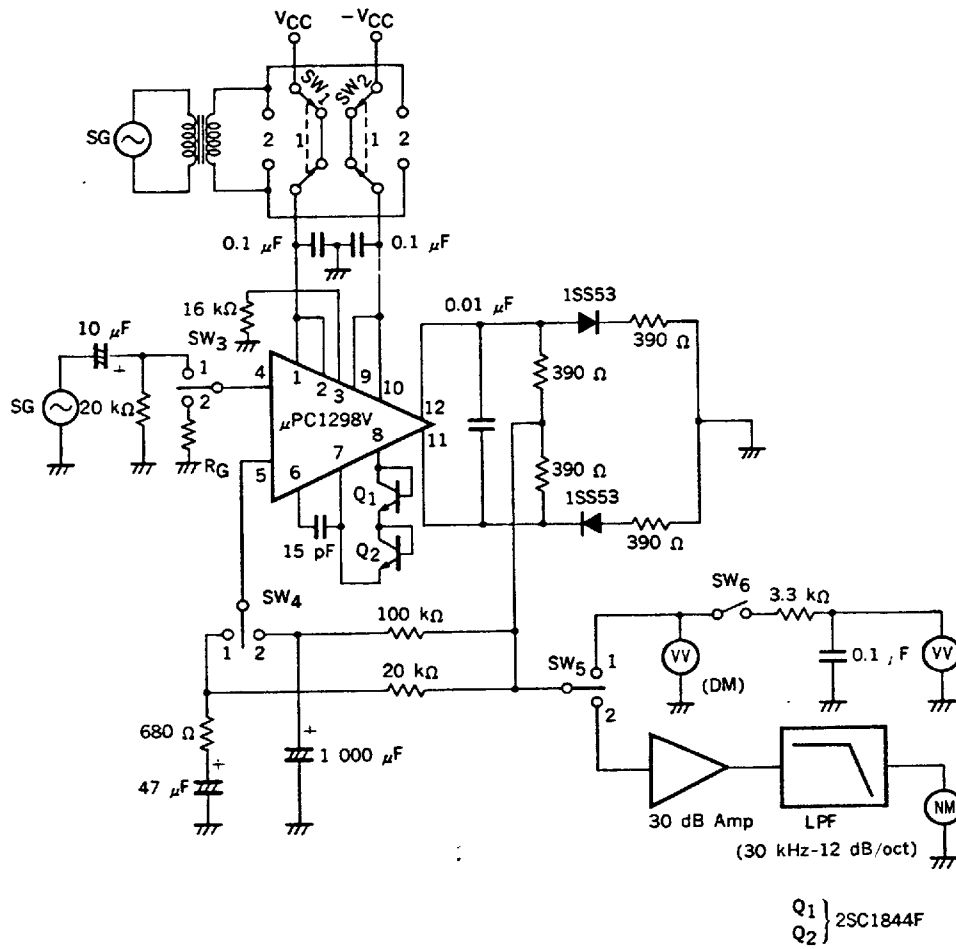 VCC
−VCC
SW1
SW2
SG
2
1
1
2
0.1 μF
0.1 μF
16 kΩ
10 μF
SW3
SG
20 kΩ
1
2
RG
4
5
1
2
3
9
10
μPC1298V
12
11
6
7
8
15 pF
Q1
Q2
0.01 μF
1SS53
390 Ω
390 Ω
390 Ω
1SS53
390 Ω
SW4
1
2
100 kΩ
20 kΩ
680 Ω
47 μF
1 000 μF
SW5
1
2
SW6
3.3 kΩ
VV
(DM)
0.1 F
VV
30 dB Amp
LPF
(30 kHz-12 dB/oct)
NM
Q1
Q2
2SC1844F